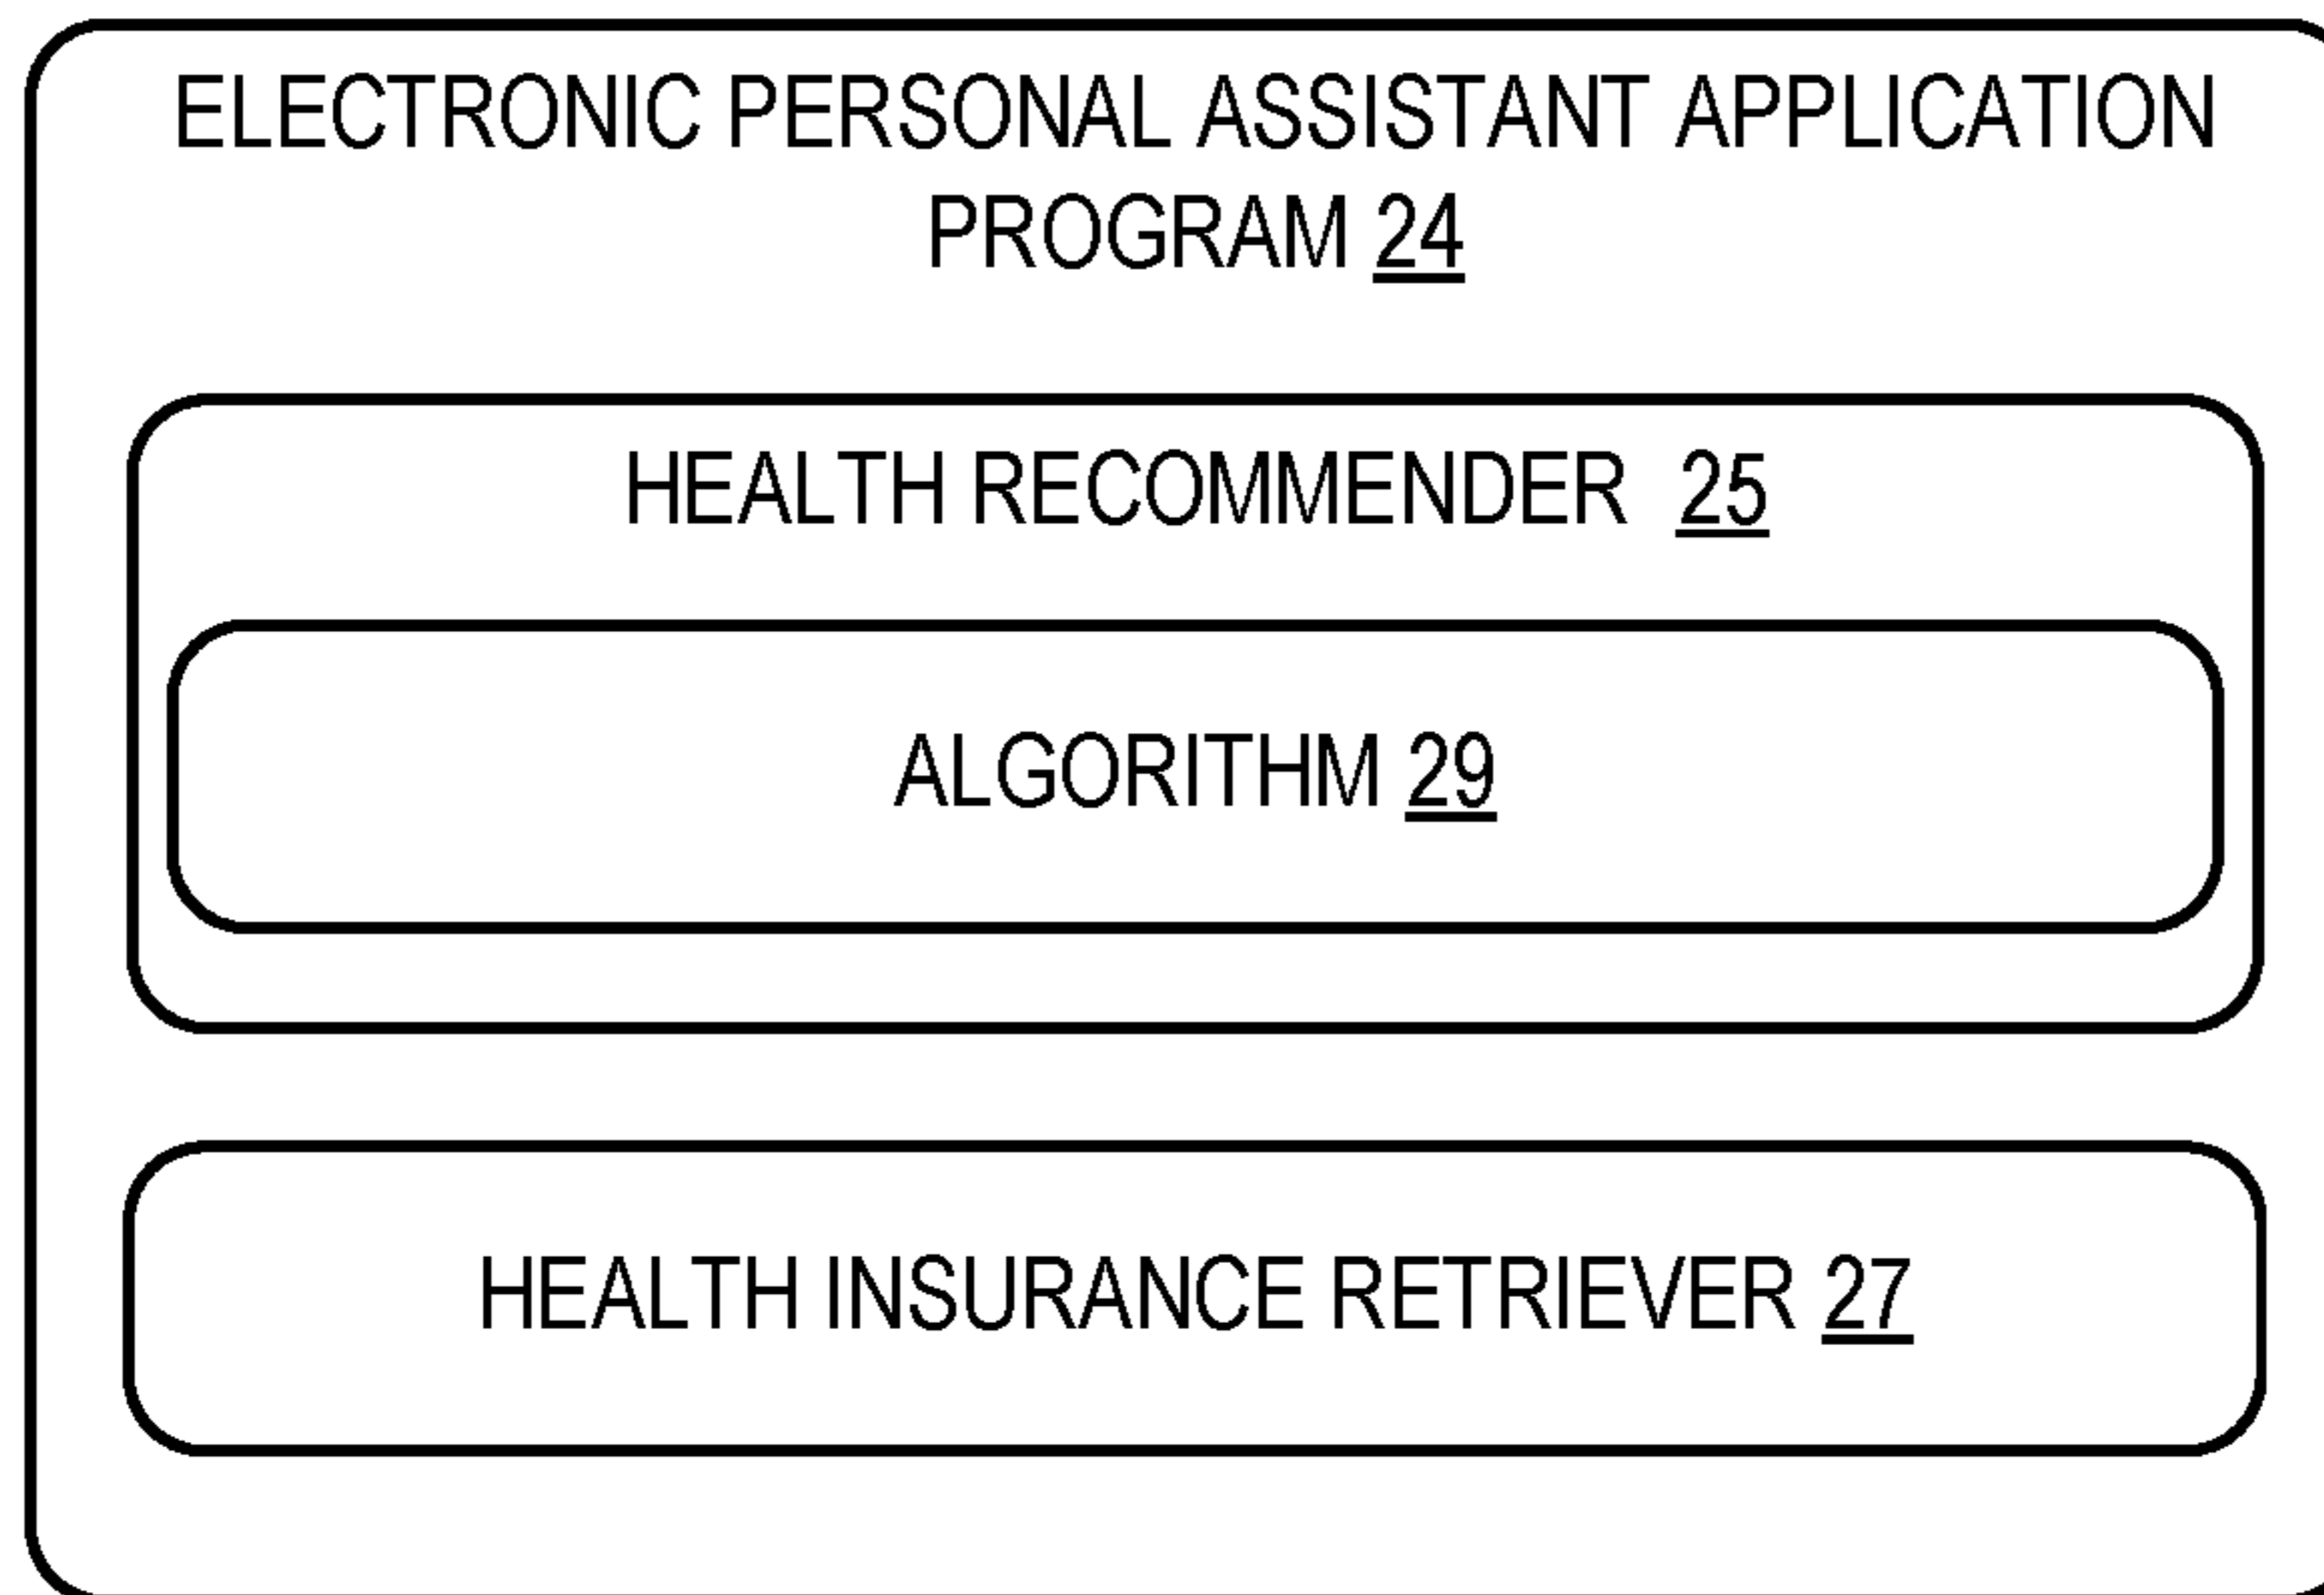 ELECTRONIC PERSONAL ASSISTANT APPLICATION
PROGRAM 24
HEALTH RECOMMENDER 25
ALGORITHM 29
HEALTH INSURANCE RETRIEVER 27